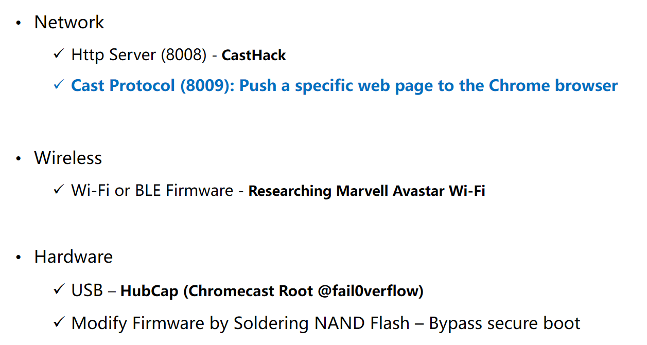 • Network
✓ Http Server (8008) - CastHack
✓ Cast Protocol (8009): Push a specific web page to the Chrome browser
• Wireless
✓ Wi-Fi or BLE Firmware - Researching Marvell Avastar Wi-Fi
• Hardware
✓ USB – HubCap (Chromecast Root @fail0verflow)
✓ Modify Firmware by Soldering NAND Flash – Bypass secure boot